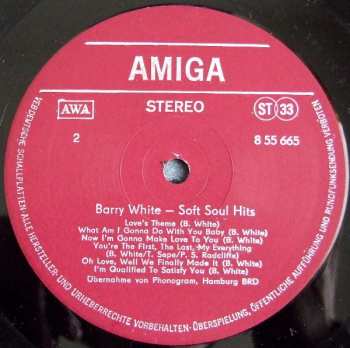 AMIGA
AWA
STEREO
ST 33
2
8 55 665
Barry White – Soft Soul Hits
Love's Theme (B. White)
What Am I Gonna Do With You Baby (B. White)
Now I'm Gonna Make Love To You (B. White)
You're The First, The Last, My Everything
(B. White/T. Sepe/P. S. Radcliffe)
Oh Love, Well We Finally Made It (B. White)
I'm Qualified To Satisfy You (B. White)
Übernahme von Phonogram, Hamburg BRD
VEB DEUTSCHE SCHALLPLATTEN · ALLE HERSTELLER- UND URHEBERRECHTE VORBEHALTEN · ÜBERSPIELUNG, ÖFFENTLICHE AUFFÜHRUNG UND RUNDFUNKSENDUNG VERBOTEN